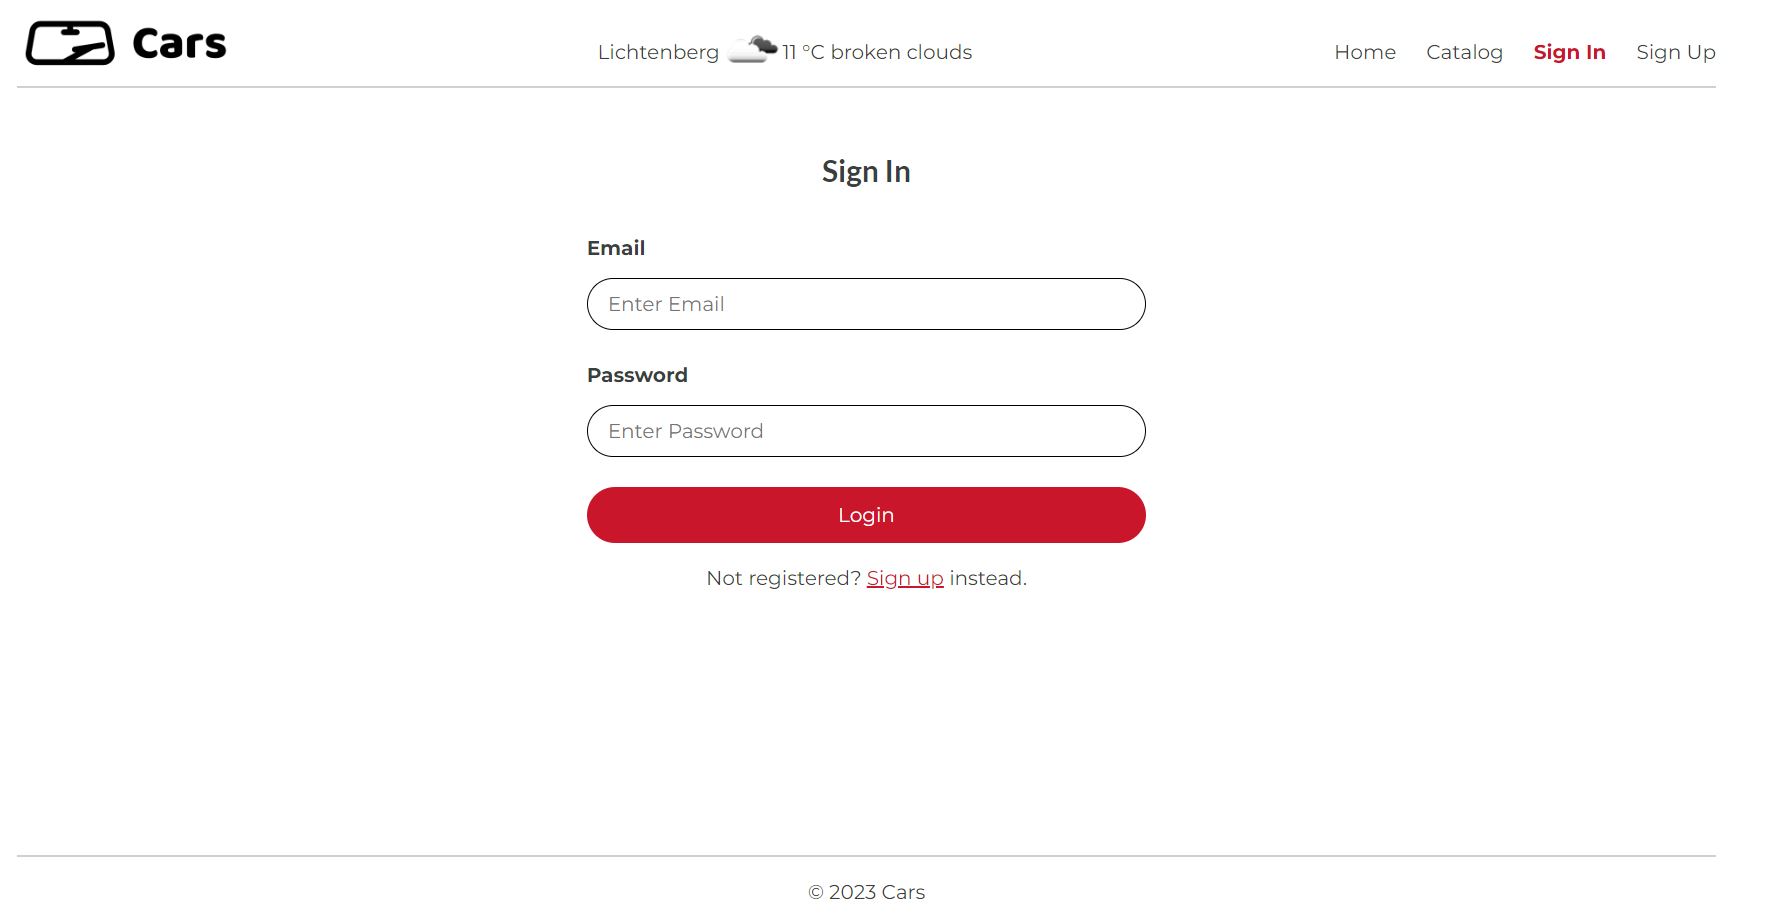 Cars
Lichtenberg 11 °C broken clouds
Home Catalog Sign In Sign Up
Sign In
Email
Enter Email
Password
Enter Password
Login
Not registered? Sign up instead.
© 2023 Cars